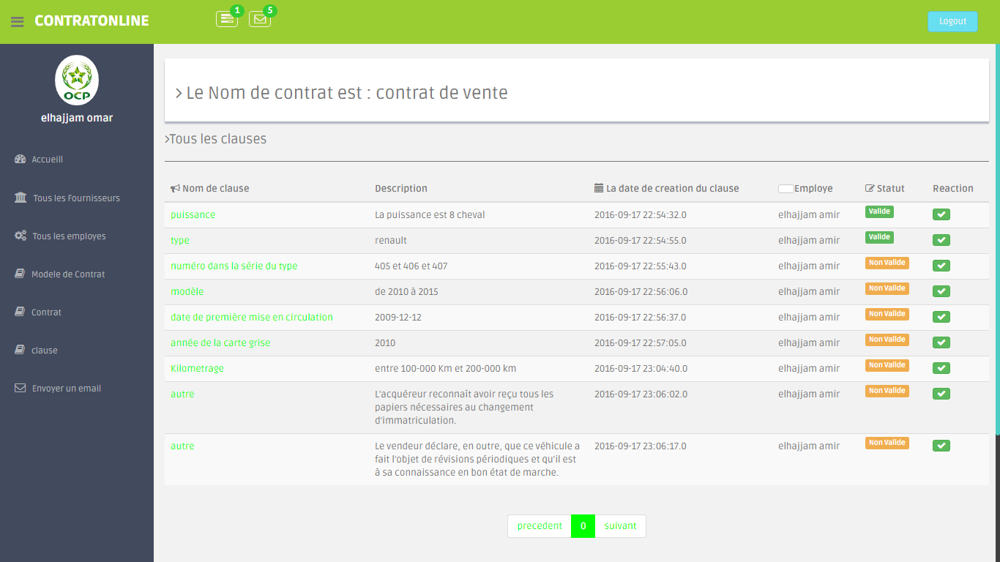 CONTRATONLINE 1 5 Logout
OCP
elhajjam omar
Accueill
Tous les Fournisseurs
Tous les employes
Modele de Contrat
Contrat
clause
Envoyer un email
Le Nom de contrat est : contrat de vente
Tous les clauses
Nom de clause Description La date de creation du clause Employe Statut Reaction
puissance La puissance est 8 cheval 2016-09-17 22:54:32.0 elhajjam amir Valide
type renault 2016-09-17 22:54:55.0 elhajjam amir Valide
numéro dans la série du type 405 et 406 et 407 2016-09-17 22:55:43.0 elhajjam amir Non Valide
modèle de 2010 à 2015 2016-09-17 22:56:06.0 elhajjam amir Non Valide
date de première mise en circulation 2009-12-12 2016-09-17 22:56:37.0 elhajjam amir Non Valide
année de la carte grise 2010 2016-09-17 22:57:05.0 elhajjam amir Non Valide
Kilometrage entre 100-000 Km et 200-000 km 2016-09-17 23:04:40.0 elhajjam amir Non Valide
autre L'acquéreur reconnaît avoir reçu tous les 2016-09-17 23:06:02.0 elhajjam amir Non Valide
papiers nécessaires au changement
d'immatriculation.
autre Le vendeur déclare, en outre, que ce véhicule a 2016-09-17 23:06:17.0 elhajjam amir Non Valide
fait l'objet de révisions périodiques et qu'il est
à sa connaissance en bon état de marche.
precedent 0 suivant